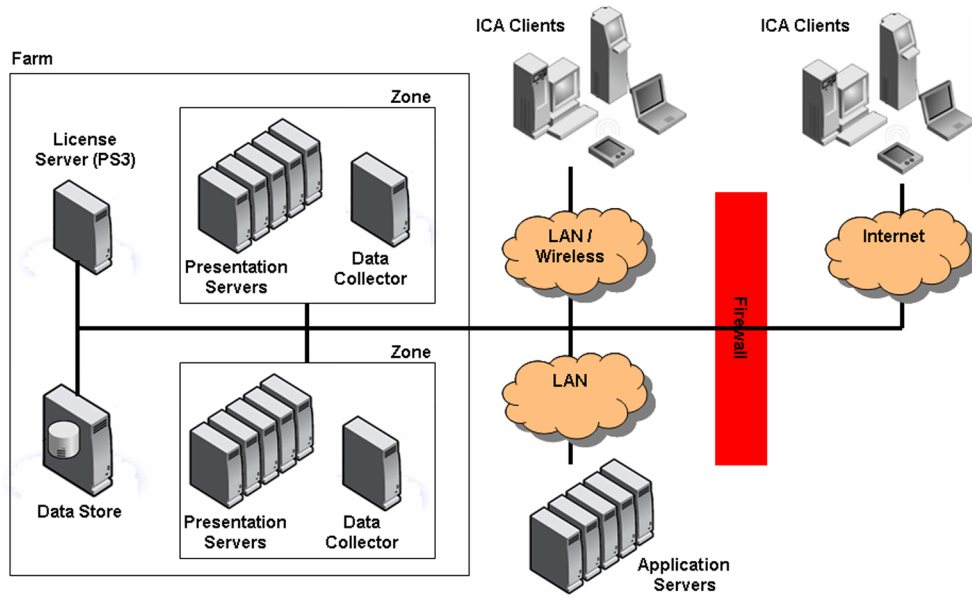 ICA Clients
ICA Clients
Farm
Zone
License
Server (PS3)
Presentation
Servers
Data
Collector
LAN /
Wireless
Internet
Firewall
Zone
LAN
Data Store
Presentation
Servers
Data
Collector
Application
Servers